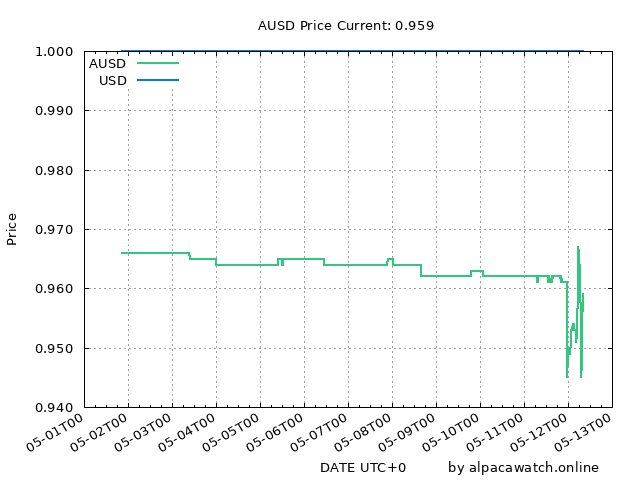 AUSD Price Current: 0.959
1.000
0.990
0.980
0.970
0.960
0.950
0.940
Price
AUSD
USD
05-01T00
05-02T00
05-03T00
05-04T00
05-05T00
05-06T00
05-07T00
05-08T00
05-09T00
05-10T00
05-11T00
05-12T00
05-13T00
DATE UTC+0 by alpacawatch.online